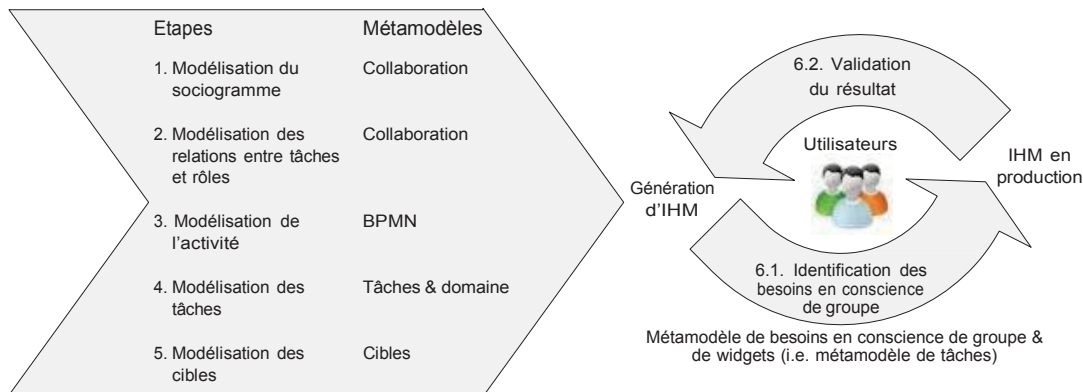 Etapes Métamodèles
1. Modélisation du
sociogramme
Collaboration
2. Modélisation des
relations entre tâches
et rôles
Collaboration
3. Modélisation de
l'activité
BPMN
4. Modélisation des
tâches
Tâches & domaine
5. Modélisation des
cibles
Cibles
6.2. Validation
du résultat
Utilisateurs
Génération
d'IHM
IHM en
production
6.1. Identification des
besoins en conscience
de groupe
Métamodèle de besoins en conscience de groupe &
de widgets (i.e. métamodèle de tâches)